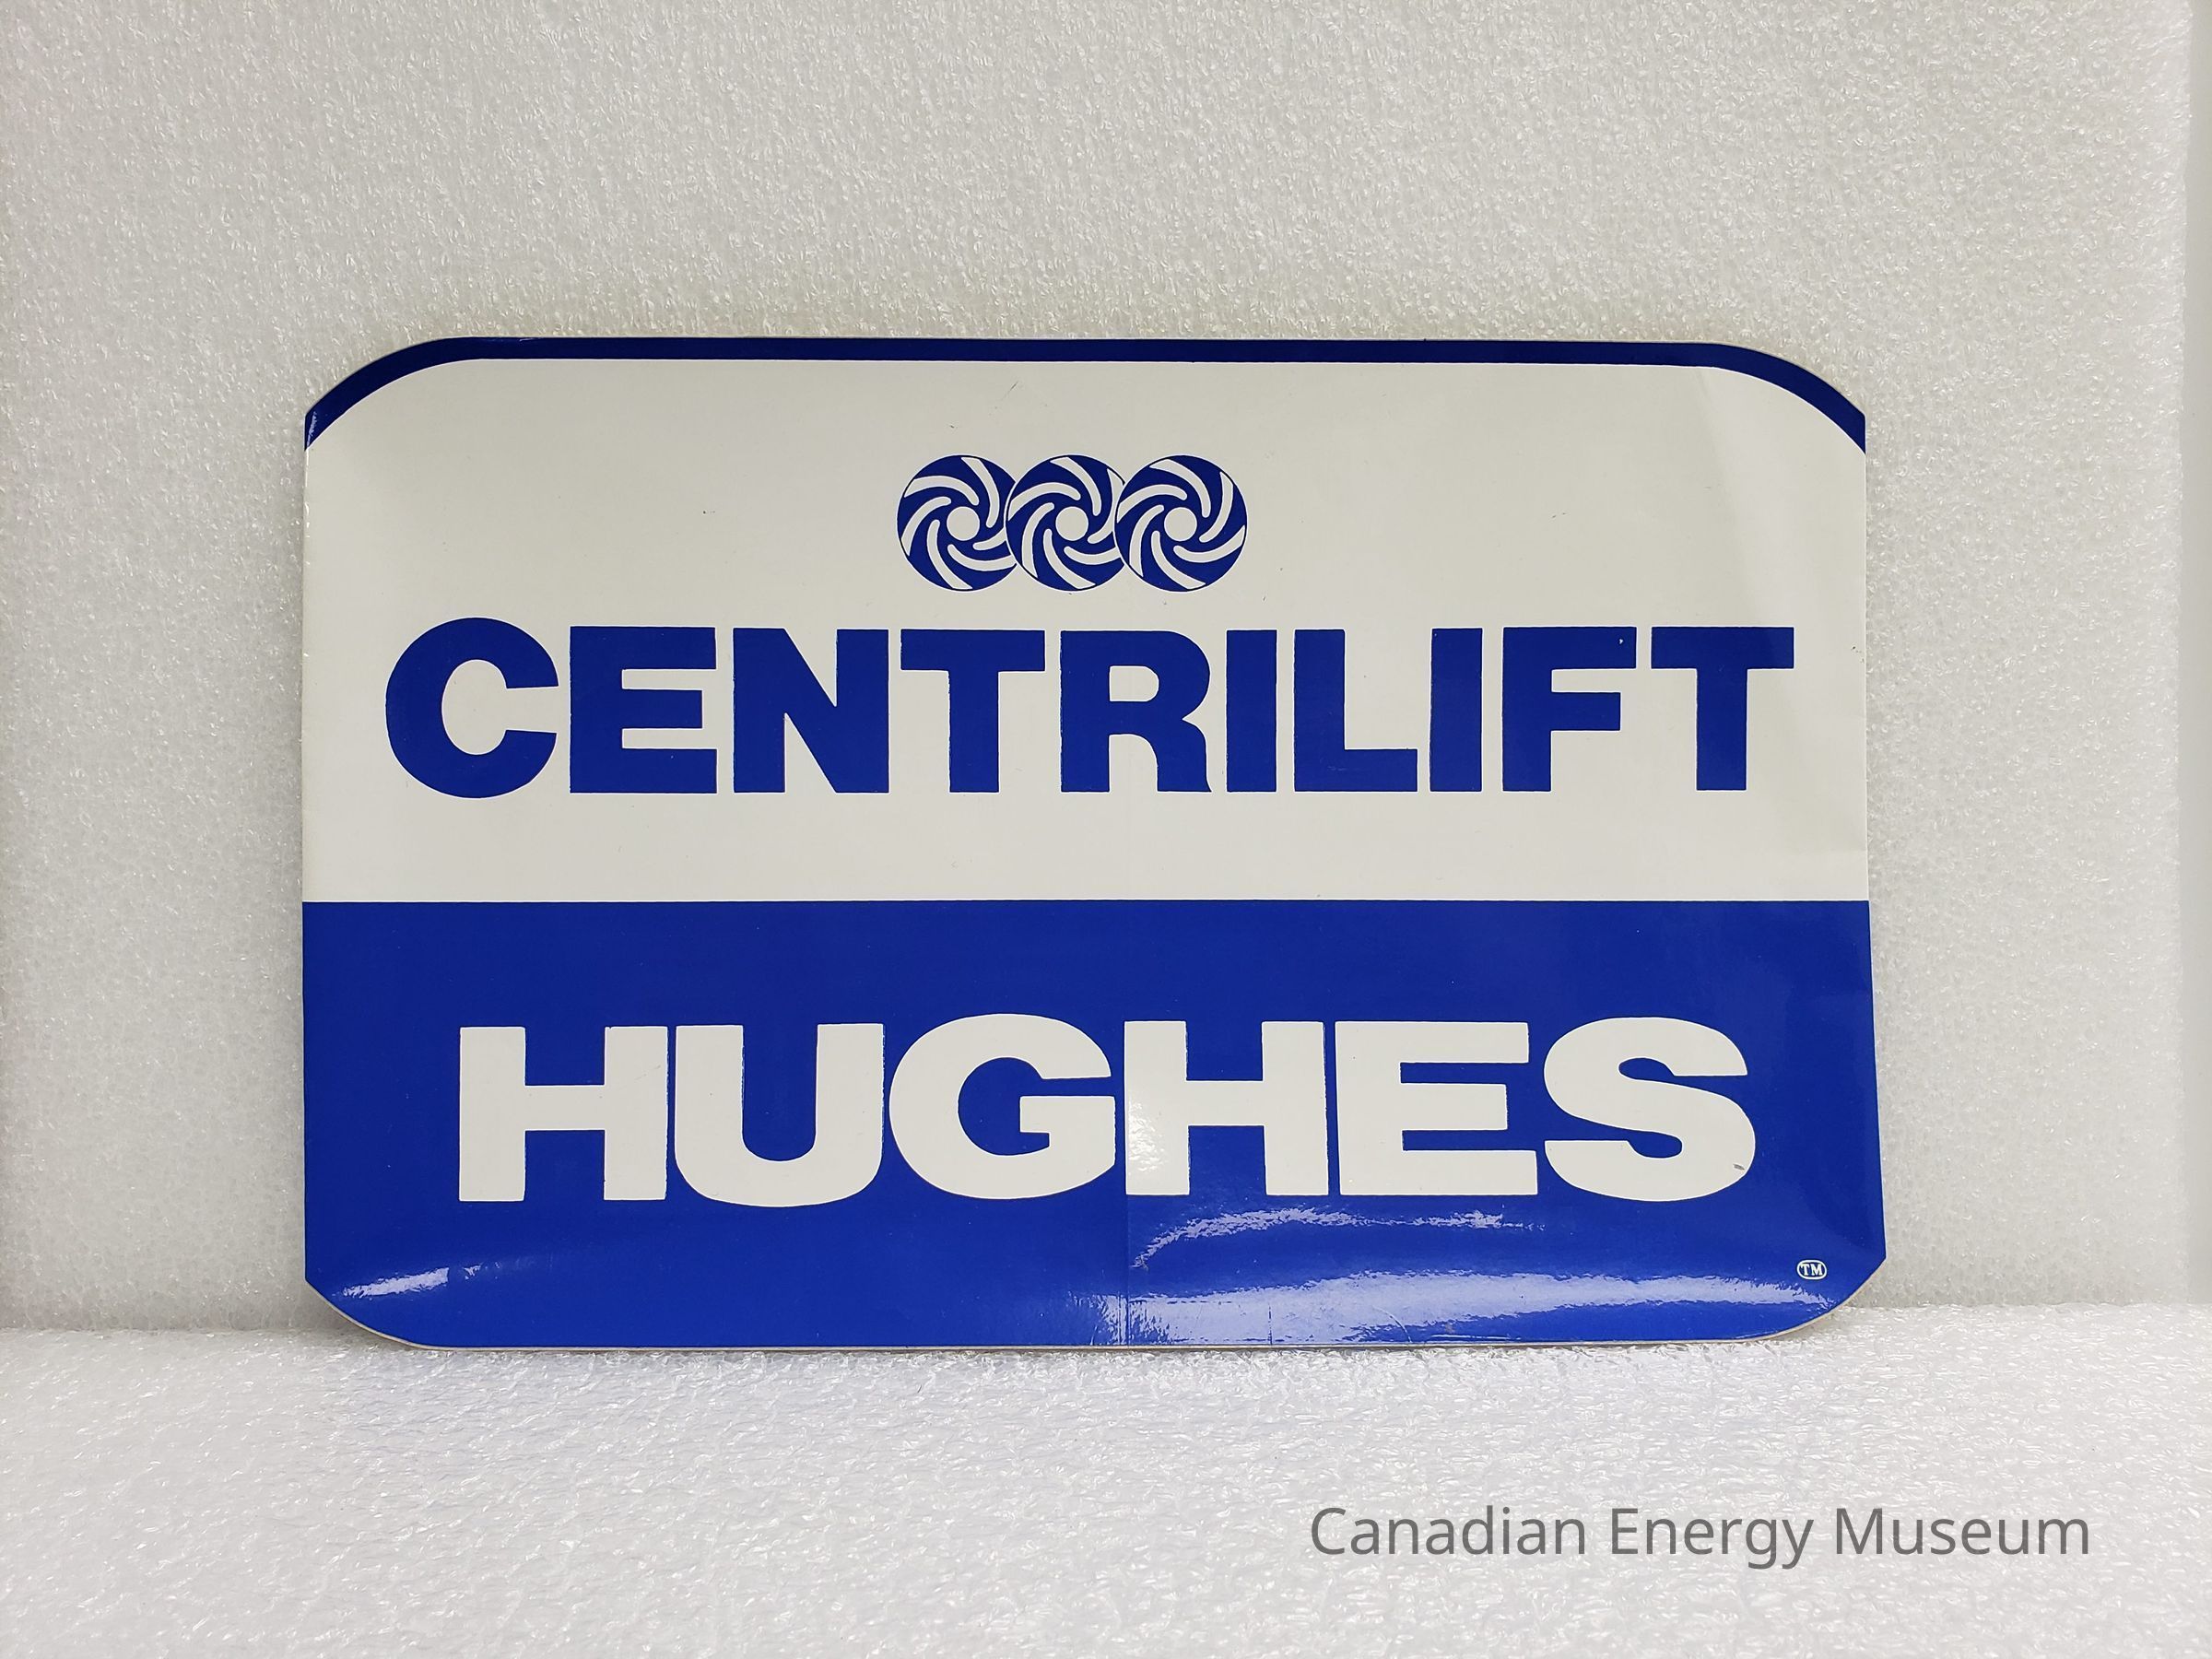 CENTRILIFT
HUGHES
TM
Canadian Energy Museum